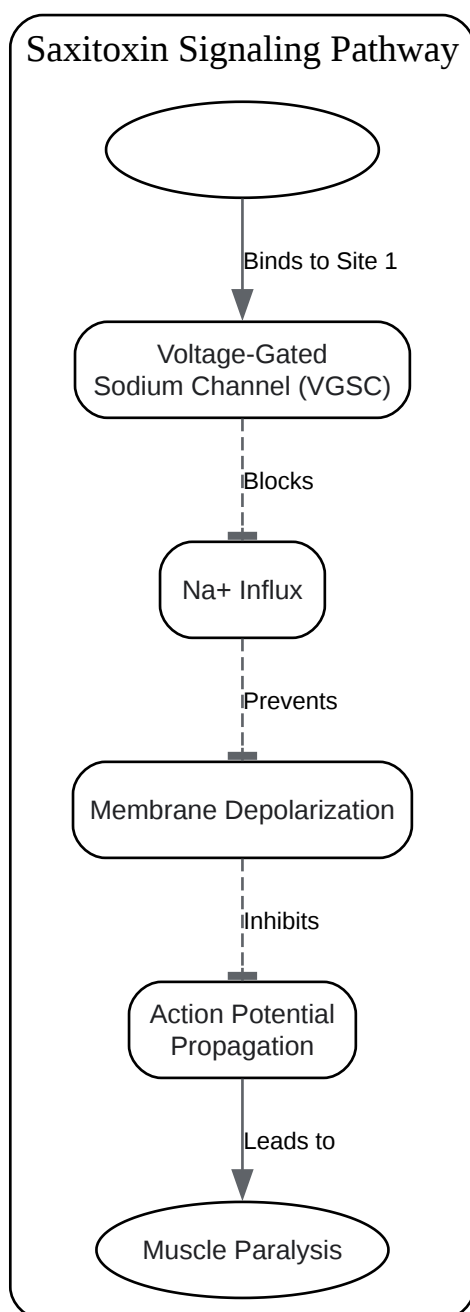 Saxitoxin Signaling Pathway
Binds to Site 1
Voltage-Gated
Sodium Channel (VGSC)
Blocks
Na+ Influx
Prevents
Membrane Depolarization
Inhibits
Action Potential
Propagation
Leads to
Muscle Paralysis